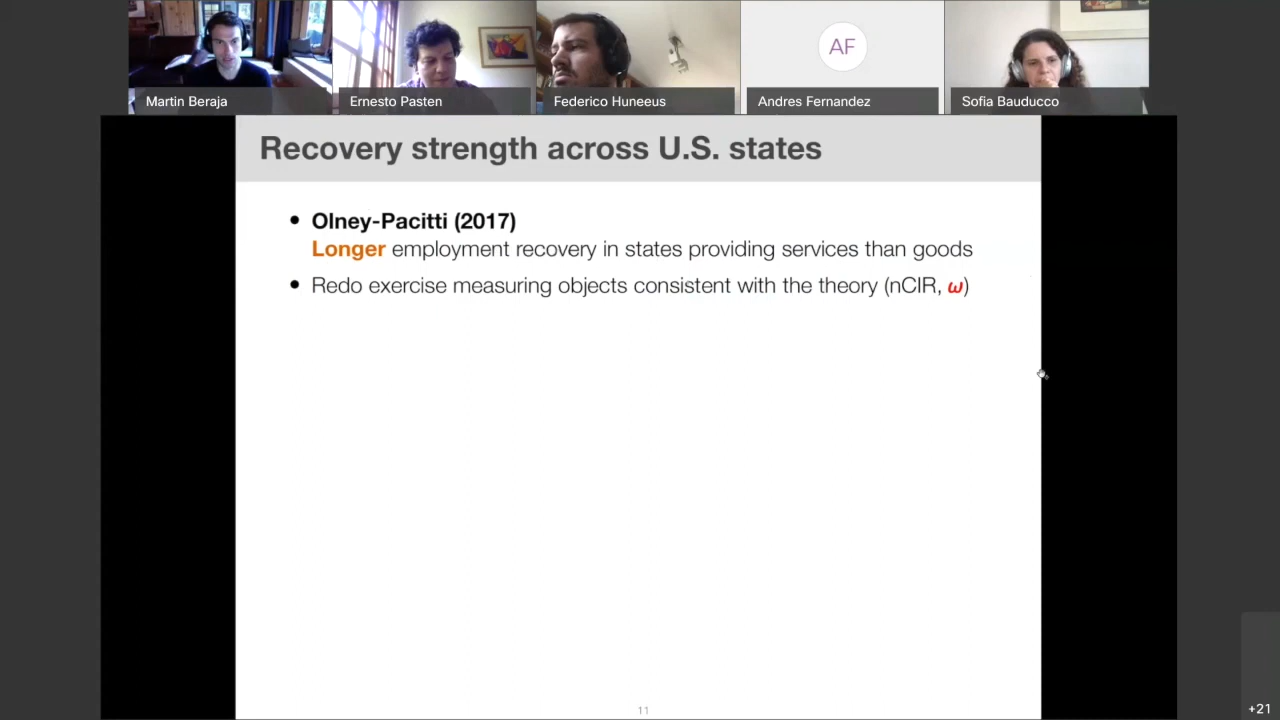 Martin Beraja
Ernesto Pasten
Federico Huneeus
AF
Andres Fernandez
Sofia Bauducco
Recovery strength across U.S. states
• Olney-Pacitti (2017)
Longer employment recovery in states providing services than goods
• Redo exercise measuring objects consistent with the theory (nCIR, ω)
11
+21